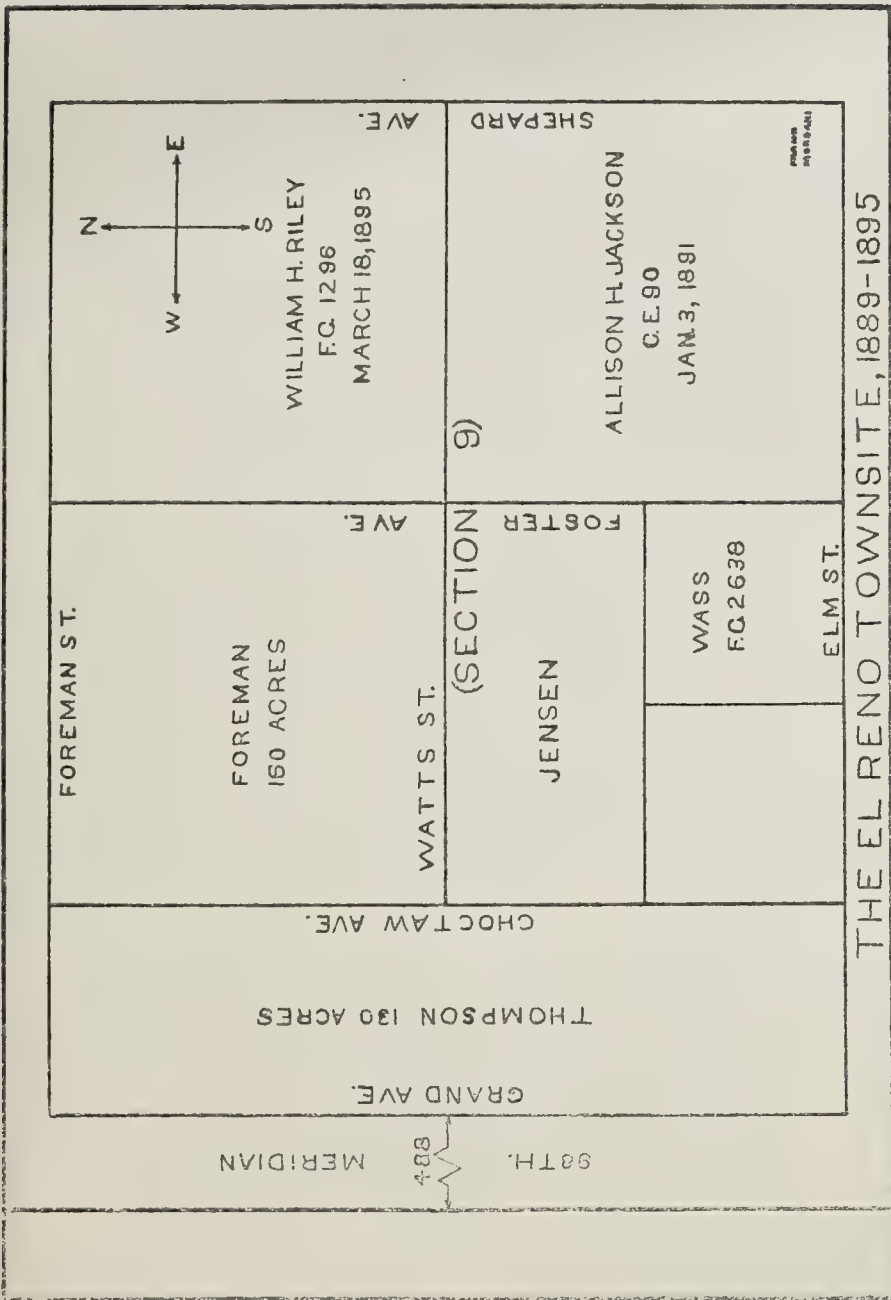 FOREMAN ST.
FOREMAN
160 ACRES
WATTS ST.
AVE.
FOSTER
N
W
E
S
WILLIAM H. RILEY
F.C. 1296
MARCH 18, 1895
AVE.
SHEPARD
(SECTION 9)
GRAND AVE.
THOMPSON 130 ACRES
CHOCTAW AVE.
98TH. MERIDIAN
488
JENSEN
WASS
F.C. 2638
ELM ST.
ALLISON H. JACKSON
C.E. 90
JAN. 3, 1891
THE EL RENO TOWNSITE, 1889-1895